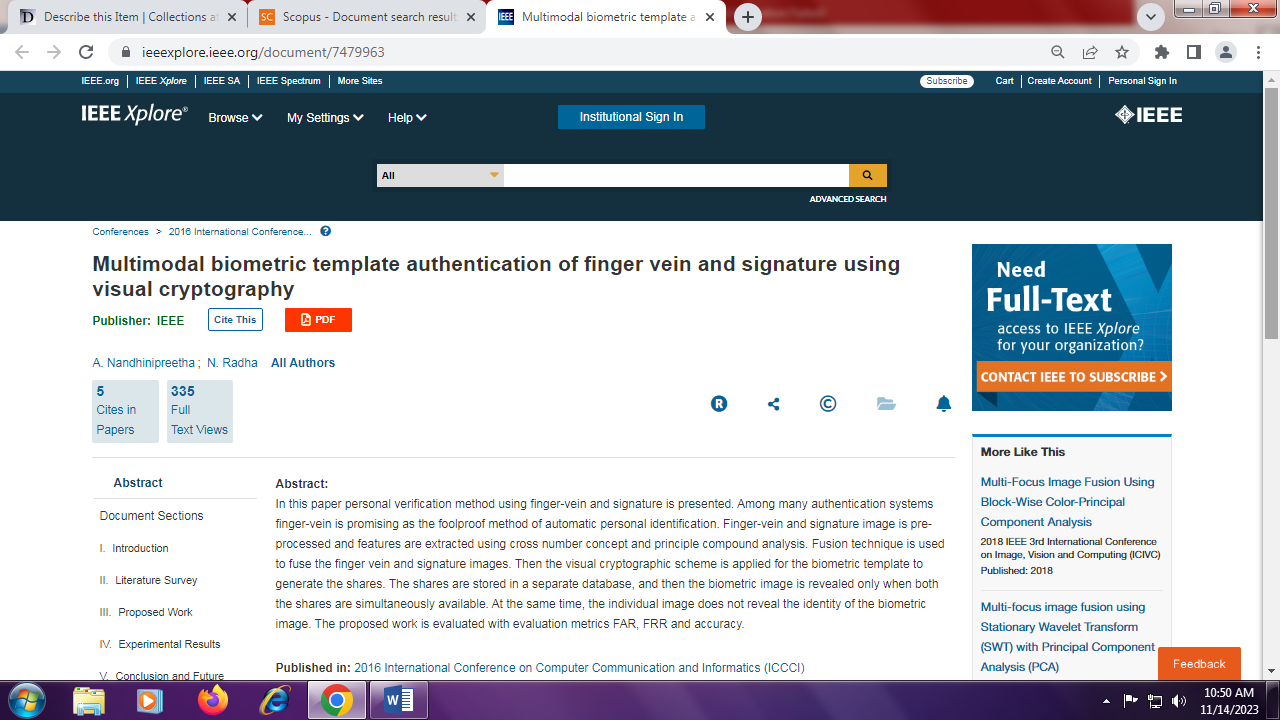 Describe this Item | Collections at
Scopus - Document search result
Multimodal biometric template a
ieeexplore.ieee.org/document/7479963
IEEE.org
IEEE Xplore
IEEE SA
IEEE Spectrum
More Sites
Subscribe
Cart
Create Account
Personal Sign In
IEEE Xplore®
Browse
My Settings
Help
Institutional Sign In
IEEE
All
ADVANCED SEARCH
Conferences > 2016 International Conference...
Multimodal biometric template authentication of finger vein and signature using
visual cryptography
Publisher: IEEE
Cite This
PDF
A. Nandhinipreetha ; N. Radha
All Authors
5
Cites in
Papers
335
Full
Text Views
Abstract
Document Sections
I. Introduction
II. Literature Survey
III. Proposed Work
IV. Experimental Results
V. Conclusion and Future
Abstract:
In this paper personal verification method using finger-vein and signature is presented. Among many authentication systems
finger-vein is promising as the foolproof method of automatic personal identification. Finger-vein and signature image is pre-
processed and features are extracted using cross number concept and principle compound analysis. Fusion technique is used
to fuse the finger vein and signature images. Then the visual cryptographic scheme is applied for the biometric template to
generate the shares. The shares are stored in a separate database, and then the biometric image is revealed only when both
the shares are simultaneously available. At the same time, the individual image does not reveal the identity of the biometric
image. The proposed work is evaluated with evaluation metrics FAR, FRR and accuracy.
Published in: 2016 International Conference on Computer Communication and Informatics (ICCCI)
Need
Full-Text
access to IEEE Xplore
for your organization?
CONTACT IEEE TO SUBSCRIBE >
More Like This
Multi-Focus Image Fusion Using
Block-Wise Color-Principal
Component Analysis
2018 IEEE 3rd International Conference
on Image, Vision and Computing (ICIVC)
Published: 2018
Multi-focus image fusion using
Stationary Wavelet Transform
(SWT) with Principal Component
Analysis (PCA)
Feedback
10:50 AM
11/14/2023